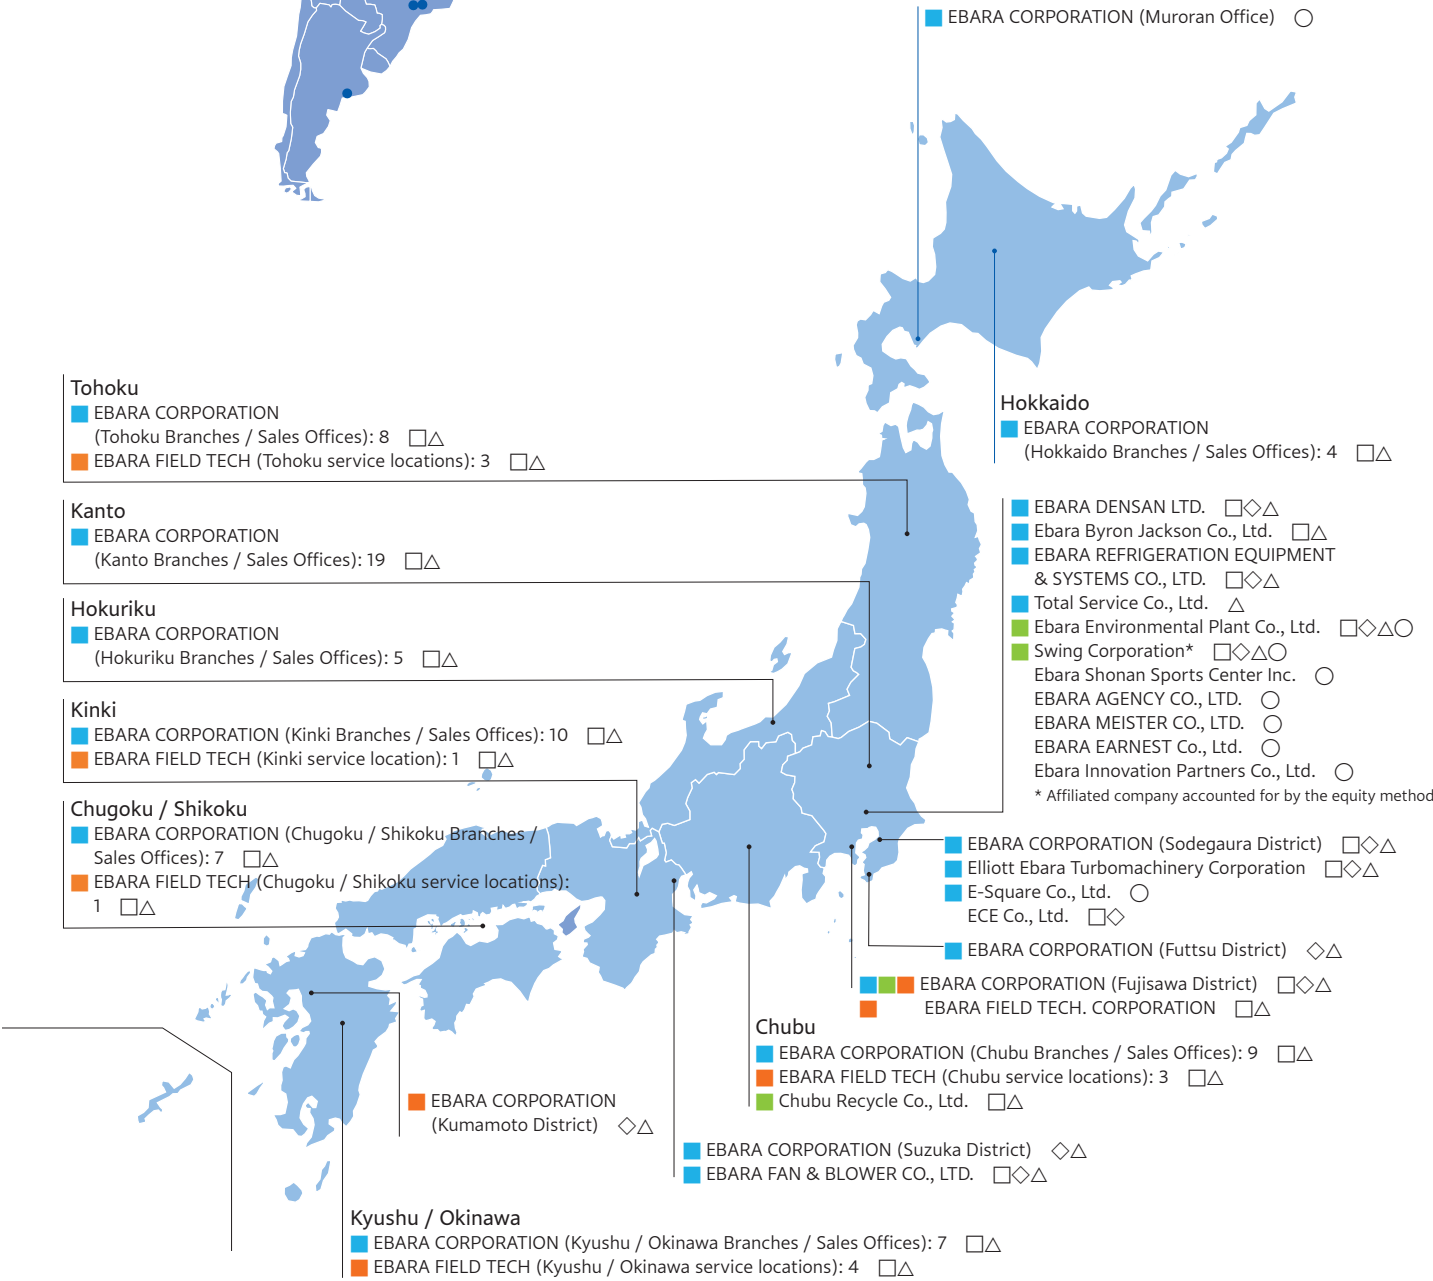 EBARA CORPORATION (Muroran Office) ○
Tohoku
EBARA CORPORATION
(Tohoku Branches / Sales Offices): 8 □△
EBARA FIELD TECH (Tohoku service locations): 3 □△
Hokkaido
EBARA CORPORATION
(Hokkaido Branches / Sales Offices): 4 □△
Kanto
EBARA CORPORATION
(Kanto Branches / Sales Offices): 19 □△
Hokuriku
EBARA CORPORATION
(Hokuriku Branches / Sales Offices): 5 □△
Kinki
EBARA CORPORATION (Kinki Branches / Sales Offices): 10 □△
EBARA FIELD TECH (Kinki service location): 1 □△
Chugoku / Shikoku
EBARA CORPORATION (Chugoku / Shikoku Branches /
Sales Offices): 7 □△
EBARA FIELD TECH (Chugoku / Shikoku service locations):
1 □△
EBARA DENSAN LTD. □◇△
Ebara Byron Jackson Co., Ltd. □△
EBARA REFRIGERATION EQUIPMENT
& SYSTEMS CO., LTD. □◇△
Total Service Co., Ltd. △
Ebara Environmental Plant Co., Ltd. □◇△○
Swing Corporation* □◇△○
Ebara Shonan Sports Center Inc. ○
EBARA AGENCY CO., LTD. ○
EBARA MEISTER CO., LTD. ○
EBARA EARNEST Co., Ltd. ○
Ebara Innovation Partners Co., Ltd. ○
* Affiliated company accounted for by the equity method
EBARA CORPORATION (Sodegaura District) □◇△
Elliott Ebara Turbomachinery Corporation □◇△
E-Square Co., Ltd. ○
ECE Co., Ltd. □◇
EBARA CORPORATION (Futtsu District) ◇△
EBARA CORPORATION (Fujisawa District) □◇△
EBARA FIELD TECH. CORPORATION □△
Chubu
EBARA CORPORATION (Chubu Branches / Sales Offices): 9 □△
EBARA FIELD TECH (Chubu service locations): 3 □△
Chubu Recycle Co., Ltd. □△
EBARA CORPORATION
(Kumamoto District) ◇△
EBARA CORPORATION (Suzuka District) ◇△
EBARA FAN & BLOWER CO., LTD. □◇△
Kyushu / Okinawa
EBARA CORPORATION (Kyushu / Okinawa Branches / Sales Offices): 7 □△
EBARA FIELD TECH (Kyushu / Okinawa service locations): 4 □△